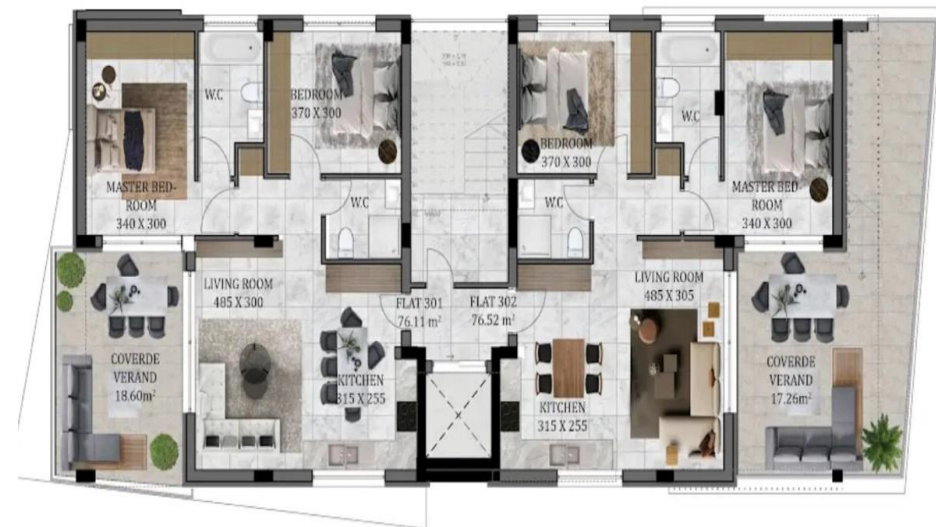 W.C
BEDROOM
370 X 300
MASTER BED-
ROOM
340 X 300
W.C
LIVING ROOM
485 X 300
FLAT 301
76.11 m²
KITCHEN
315 X 255
COVERDE
VERAND
18.60m²
BEDROOM
370 X 300
W.C
MASTER BED-
ROOM
340 X 300
W.C
LIVING ROOM
485 X 305
FLAT 302
76.52 m²
KITCHEN
315 X 255
COVERDE
VERAND
17.26m²